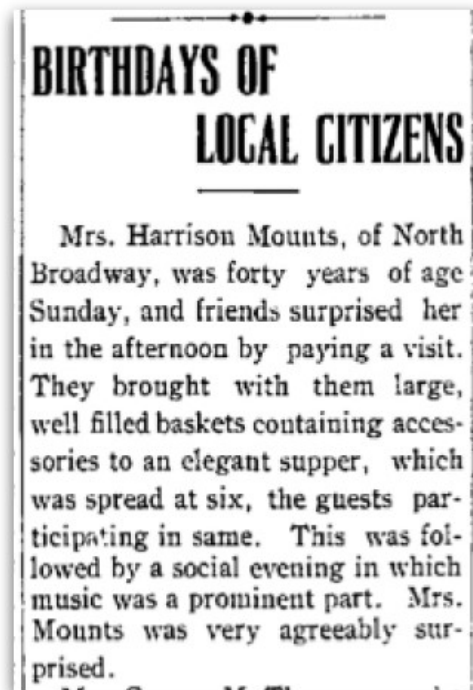 BIRTHDAYS OF
LOCAL CITIZENS
Mrs. Harrison Mounts, of North
Broadway, was forty years of age
Sunday, and friends surprised her
in the afternoon by paying a visit.
They brought with them large,
well filled baskets containing acces-
sories to an elegant supper, which
was spread at six, the guests par-
ticipating in same. This was fol-
lowed by a social evening in which
music was a prominent part. Mrs.
Mounts was very agreeably sur-
prised.